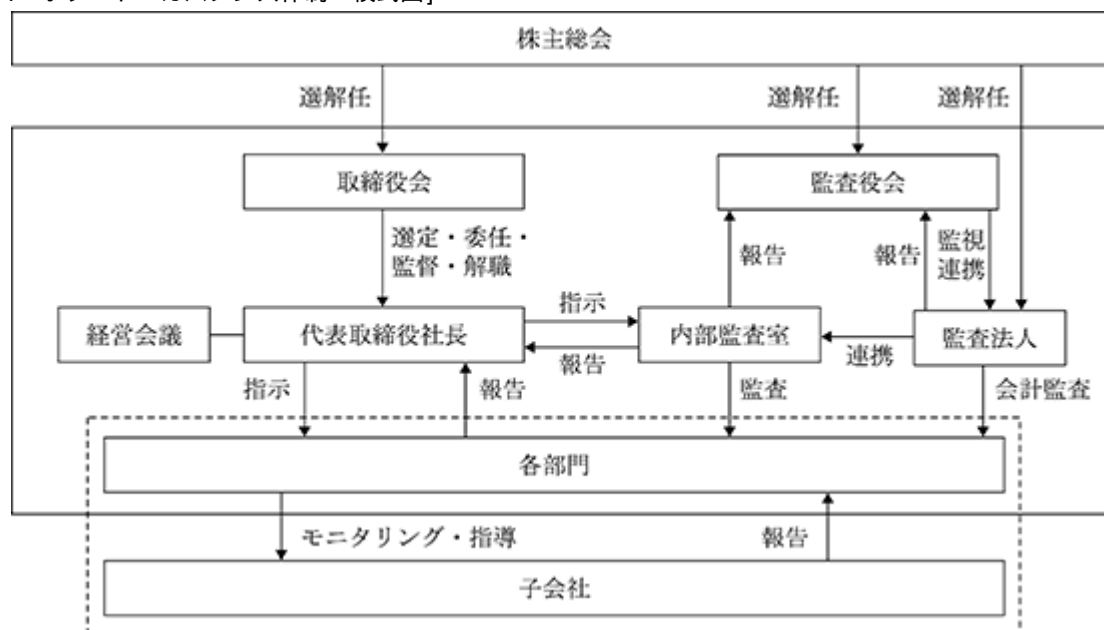 株主総会
選解任
選解任
選解任
取締役会
監査役会
選定・委任・
監督・解職
報告
報告
監視
連携
指示
経営会議
代表取締役社長
内部監査室
監査法人
報告
連携
指示
報告
監査
会計監査
各部門
モニタリング・指導
報告
子会社